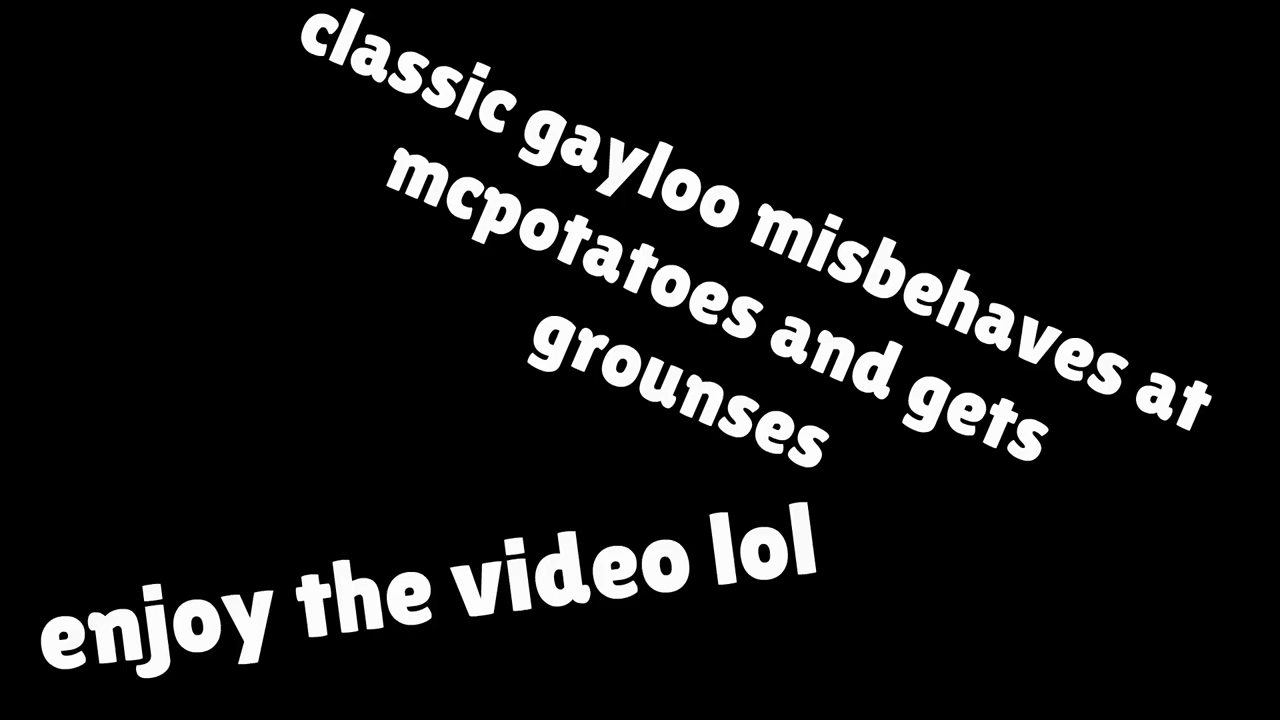 classic gayloo misbehaves at
mcpotatoes and gets
grounses
enjoy the video lol